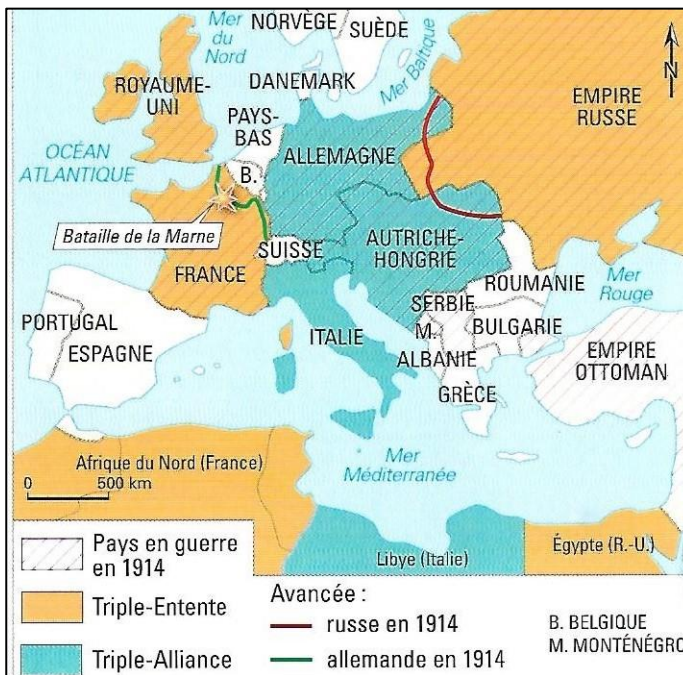 Mer
du Nord
NORVÈGE
SUÈDE
Mer Baltique
N
ROYAUME-
UNI
DANEMARK
PAYS-
BAS
EMPIRE
RUSSE
OCÉAN
ATLANTIQUE
ALLEMAGNE
B.
Bataille de la Marne
SUISSE
AUTRICHE-
HONGRIE
FRANCE
ROUMANIE
Mer
Rouge
SERBIE
M.
BULGARIE
PORTUGAL
ESPAGNE
ITALIE
ALBANIE
EMPIRE
OTTOMAN
GRÈCE
Afrique du Nord (France)
0 500 km
Mer
Méditerranée
Libye (Italie)
Égypte (R.-U.)
Pays en guerre
en 1914
Triple-Entente
Triple-Alliance
Avancée :
russe en 1914
allemande en 1914
B. BELGIQUE
M. MONTÉNÉGRO